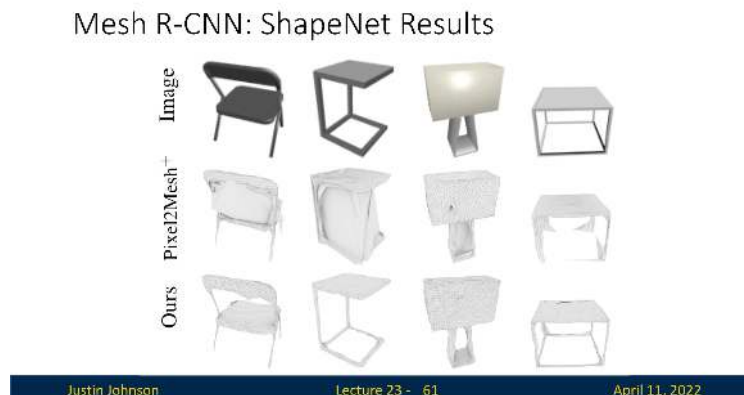 Mesh R-CNN: ShapeNet Results
Image
Pixel2Mesh+
Ours
Justin Johnson
Lecture 23 - 61
April 11, 2022